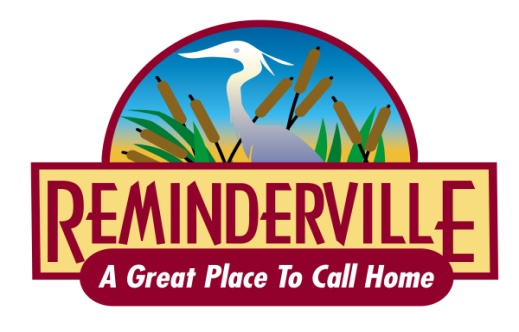 REMINDERVILLE
A Great Place To Call Home